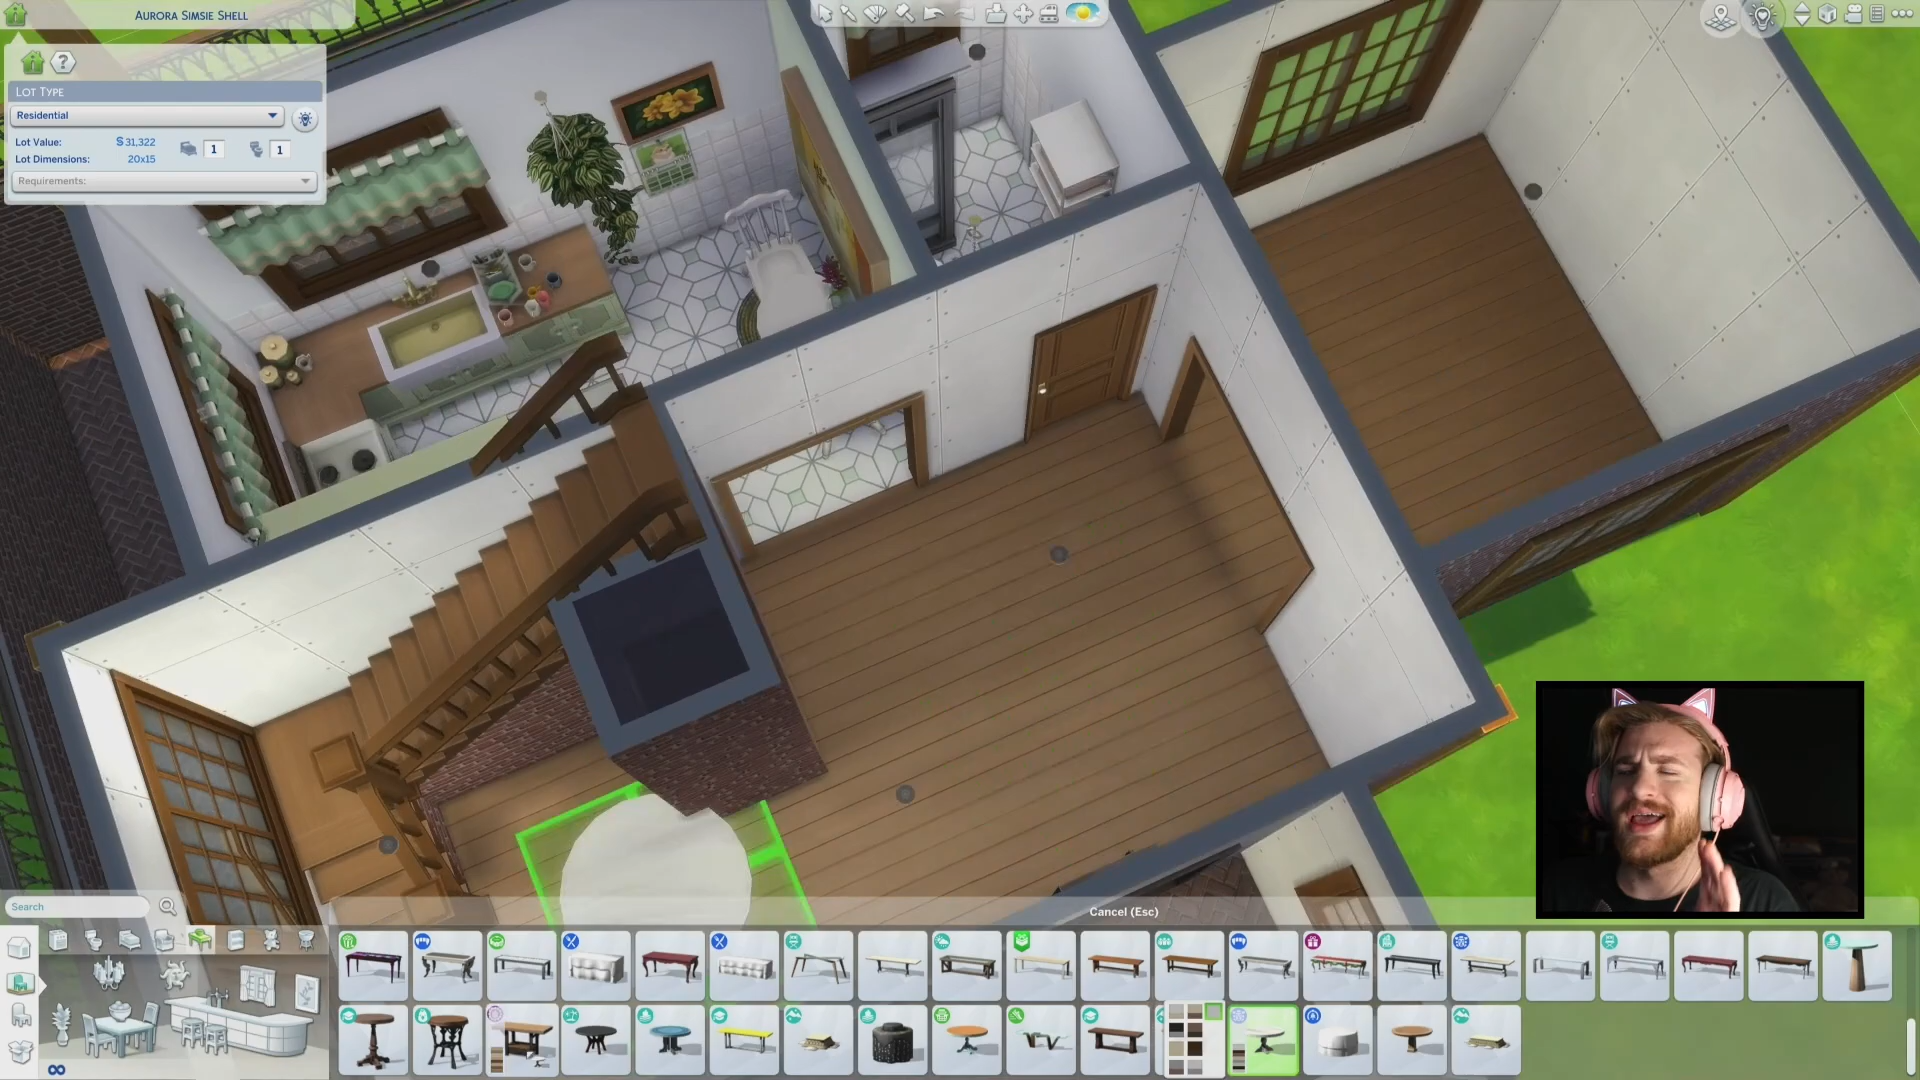 AURORA SIMSIE SHELL
?
LOT TYPE
Residential
Lot Value: §31,322 1 1
Lot Dimensions: 20x15
Requirements:
Search
Cancel (Esc)